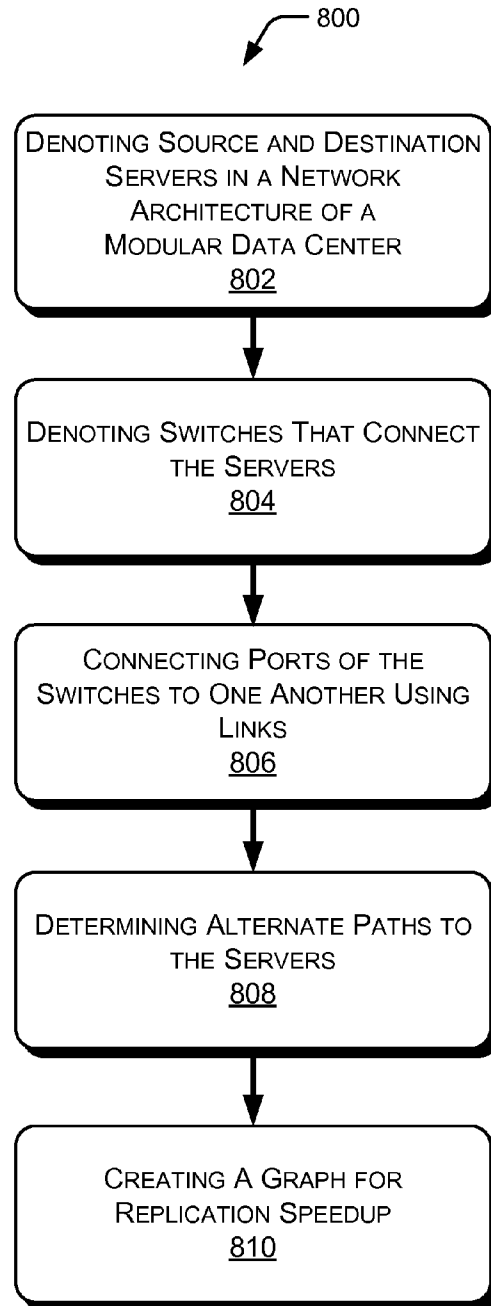 800
DENOTING SOURCE AND DESTINATION
SERVERS IN A NETWORK
ARCHITECTURE OF A
MODULAR DATA CENTER
802
DENOTING SWITCHES THAT CONNECT
THE SERVERS
804
CONNECTING PORTS OF THE
SWITCHES TO ONE ANOTHER USING
LINKS
806
DETERMINING ALTERNATE PATHS TO
THE SERVERS
808
CREATING A GRAPH FOR
REPLICATION SPEEDUP
810